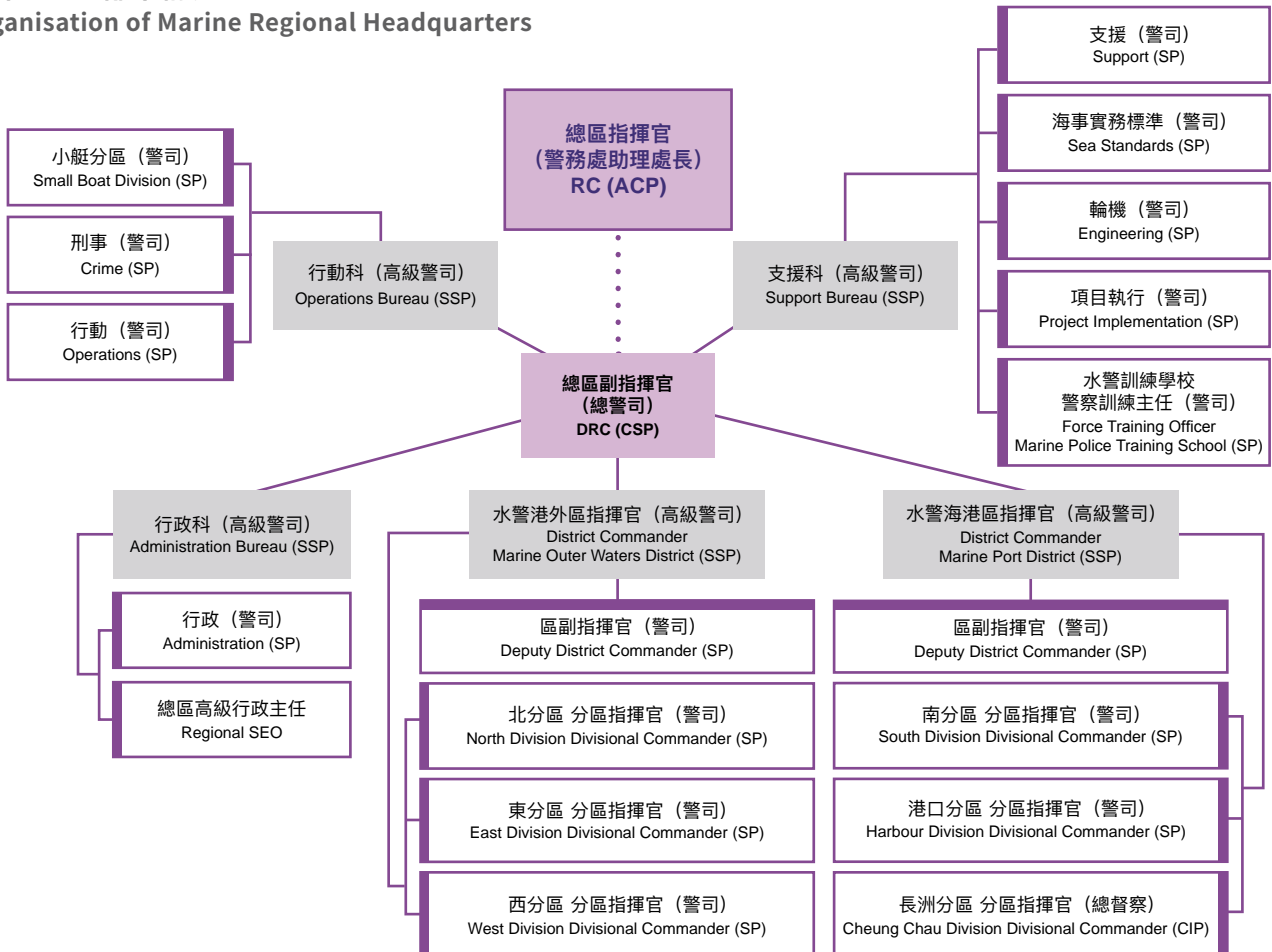 ganisation of Marine Regional Headquarters
總區指揮官
（警務處助理處長）
RC (ACP)
小艇分區（警司）
Small Boat Division (SP)
刑事（警司）
Crime (SP)
行動（警司）
Operations (SP)
行動科（高級警司）
Operations Bureau (SSP)
支援科（高級警司）
Support Bureau (SSP)
支援（警司）
Support (SP)
海事實務標準（警司）
Sea Standards (SP)
輪機（警司）
Engineering (SP)
項目執行（警司）
Project Implementation (SP)
水警訓練學校
警察訓練主任（警司）
Force Training Officer
Marine Police Training School (SP)
總區副指揮官
（總警司）
DRC (CSP)
行政科（高級警司）
Administration Bureau (SSP)
行政（警司）
Administration (SP)
總區高級行政主任
Regional SEO
水警港外區指揮官（高級警司）
District Commander
Marine Outer Waters District (SSP)
區副指揮官（警司）
Deputy District Commander (SP)
北分區 分區指揮官（警司）
North Division Divisional Commander (SP)
東分區 分區指揮官（警司）
East Division Divisional Commander (SP)
西分區 分區指揮官（警司）
West Division Divisional Commander (SP)
水警海港區指揮官（高級警司）
District Commander
Marine Port District (SSP)
區副指揮官（警司）
Deputy District Commander (SP)
南分區 分區指揮官（警司）
South Division Divisional Commander (SP)
港口分區 分區指揮官（警司）
Harbour Division Divisional Commander (SP)
長洲分區 分區指揮官（總督察）
Cheung Chau Division Divisional Commander (CIP)